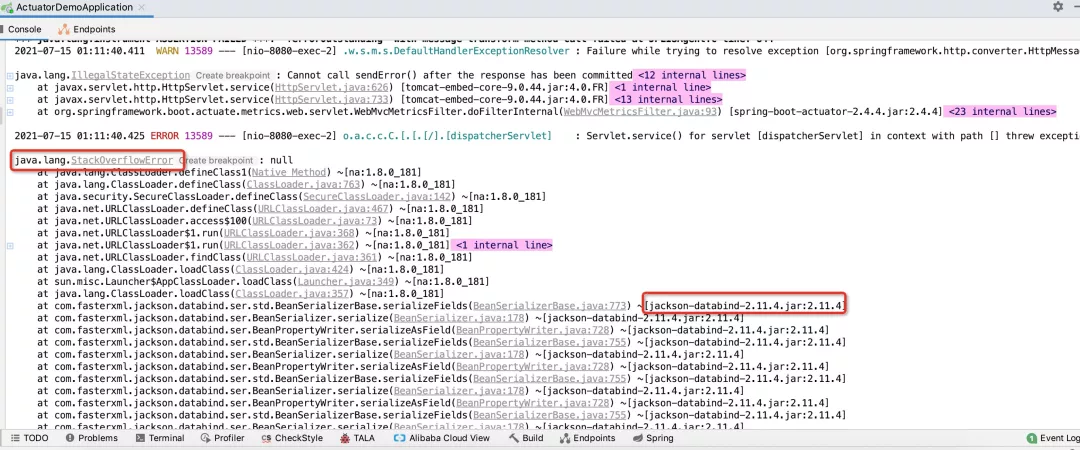 ActuatorDemoApplication
Console Endpoints
2021-07-15 01:11:40.411 WARN 13589 --- [nio-8080-exec-2] .w.s.m.s.DefaultHandlerExceptionResolver : Failure while trying to resolve exception [org.springframework.http.converter.HttpMessa
java.lang.IllegalStateException Create breakpoint : Cannot call sendError() after the response has been committed <12 internal lines>
at javax.servlet.http.HttpServlet.service(HttpServlet.java:626) [tomcat-embed-core-9.0.44.jar:4.0.FR] <1 internal line>
at javax.servlet.http.HttpServlet.service(HttpServlet.java:733) [tomcat-embed-core-9.0.44.jar:4.0.FR] <13 internal lines>
at org.springframework.boot.actuate.metrics.web.servlet.WebMvcMetricsFilter.doFilterInternal(WebMvcMetricsFilter.java:93) [spring-boot-actuator-2.4.4.jar:2.4.4] <23 internal lines>
2021-07-15 01:11:40.425 ERROR 13589 --- [nio-8080-exec-2] o.a.c.c.C.[.[.[/].[dispatcherServlet] : Servlet.service() for servlet [dispatcherServlet] in context with path [] threw exceptio
java.lang.StackOverflowError Create breakpoint : null
at java.lang.ClassLoader.defineClass1(Native Method) ~[na:1.8.0_181]
at java.lang.ClassLoader.defineClass(ClassLoader.java:763) ~[na:1.8.0_181]
at java.security.SecureClassLoader.defineClass(SecureClassLoader.java:142) ~[na:1.8.0_181]
at java.net.URLClassLoader.defineClass(URLClassLoader.java:467) ~[na:1.8.0_181]
at java.net.URLClassLoader.access$100(URLClassLoader.java:73) ~[na:1.8.0_181]
at java.net.URLClassLoader$1.run(URLClassLoader.java:368) ~[na:1.8.0_181]
at java.net.URLClassLoader$1.run(URLClassLoader.java:362) ~[na:1.8.0_181] <1 internal line>
at java.net.URLClassLoader.findClass(URLClassLoader.java:361) ~[na:1.8.0_181]
at java.lang.ClassLoader.loadClass(ClassLoader.java:424) ~[na:1.8.0_181]
at sun.misc.Launcher$AppClassLoader.loadClass(Launcher.java:349) ~[na:1.8.0_181]
at java.lang.ClassLoader.loadClass(ClassLoader.java:357) ~[na:1.8.0_181]
at com.fasterxml.jackson.databind.ser.std.BeanSerializerBase.serializeFields(BeanSerializerBase.java:773) ~[jackson-databind-2.11.4.jar:2.11.4]
at com.fasterxml.jackson.databind.ser.BeanSerializer.serialize(BeanSerializer.java:178) ~[jackson-databind-2.11.4.jar:2.11.4]
at com.fasterxml.jackson.databind.ser.BeanPropertyWriter.serializeAsField(BeanPropertyWriter.java:728) ~[jackson-databind-2.11.4.jar:2.11.4]
at com.fasterxml.jackson.databind.ser.std.BeanSerializerBase.serializeFields(BeanSerializerBase.java:755) ~[jackson-databind-2.11.4.jar:2.11.4]
at com.fasterxml.jackson.databind.ser.BeanSerializer.serialize(BeanSerializer.java:178) ~[jackson-databind-2.11.4.jar:2.11.4]
at com.fasterxml.jackson.databind.ser.BeanPropertyWriter.serializeAsField(BeanPropertyWriter.java:728) ~[jackson-databind-2.11.4.jar:2.11.4]
at com.fasterxml.jackson.databind.ser.std.BeanSerializerBase.serializeFields(BeanSerializerBase.java:755) ~[jackson-databind-2.11.4.jar:2.11.4]
at com.fasterxml.jackson.databind.ser.BeanSerializer.serialize(BeanSerializer.java:178) ~[jackson-databind-2.11.4.jar:2.11.4]
at com.fasterxml.jackson.databind.ser.BeanPropertyWriter.serializeAsField(BeanPropertyWriter.java:728) ~[jackson-databind-2.11.4.jar:2.11.4]
at com.fasterxml.jackson.databind.ser.std.BeanSerializerBase.serializeFields(BeanSerializerBase.java:755) ~[jackson-databind-2.11.4.jar:2.11.4]
TODO Problems Terminal Profiler CheckStyle TALA Alibaba Cloud View Build Endpoints Spring 1 Event Log